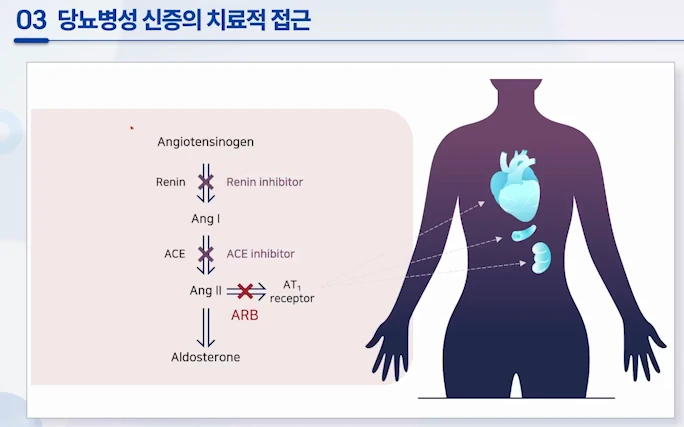 03 당뇨병성 신증의 치료적 접근
Angiotensinogen
Renin Renin inhibitor
Ang I
ACE ACE inhibitor
Ang II AT1
receptor
ARB
Aldosterone